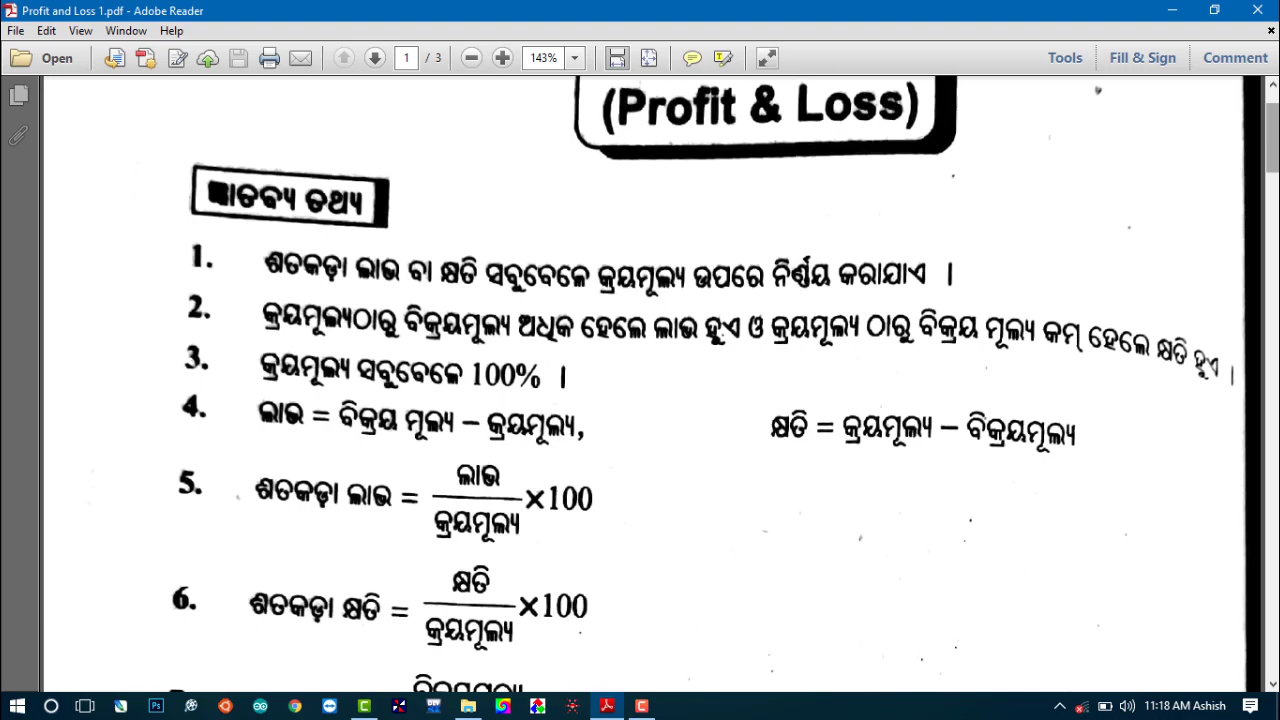 Profit and Loss 1.pdf - Adobe Reader
File Edit View Window Help
Open 1 / 3 143% Tools Fill & Sign Comment
(Profit & Loss)
ଜ୍ଞାତବ୍ୟ ତଥ୍ୟ
1. ଶତକଡ଼ା ଲାଭ ବା କ୍ଷତି ସବୁବେଳେ କ୍ରୟମୂଲ୍ୟ ଉପରେ ନିର୍ଣ୍ଣୟ କରାଯାଏ ।
2. କ୍ରୟମୂଲ୍ୟଠାରୁ ବିକ୍ରୟମୂଲ୍ୟ ଅଧିକ ହେଲେ ଲାଭ ହୁଏ ଓ କ୍ରୟମୂଲ୍ୟ ଠାରୁ ବିକ୍ରୟ ମୂଲ୍ୟ କମ୍ ହେଲେ କ୍ଷତି ହୁଏ ।
3. କ୍ରୟମୂଲ୍ୟ ସବୁବେଳେ 100% ।
4. ଲାଭ = ବିକ୍ରୟ ମୂଲ୍ୟ – କ୍ରୟମୂଲ୍ୟ, କ୍ଷତି = କ୍ରୟମୂଲ୍ୟ – ବିକ୍ରୟମୂଲ୍ୟ
ଲାଭ
5. ଶତକଡ଼ା ଲାଭ = ×100
କ୍ରୟମୂଲ୍ୟ
କ୍ଷତି
6. ଶତକଡ଼ା କ୍ଷତି = ×100
କ୍ରୟମୂଲ୍ୟ
11:18 AM Ashish